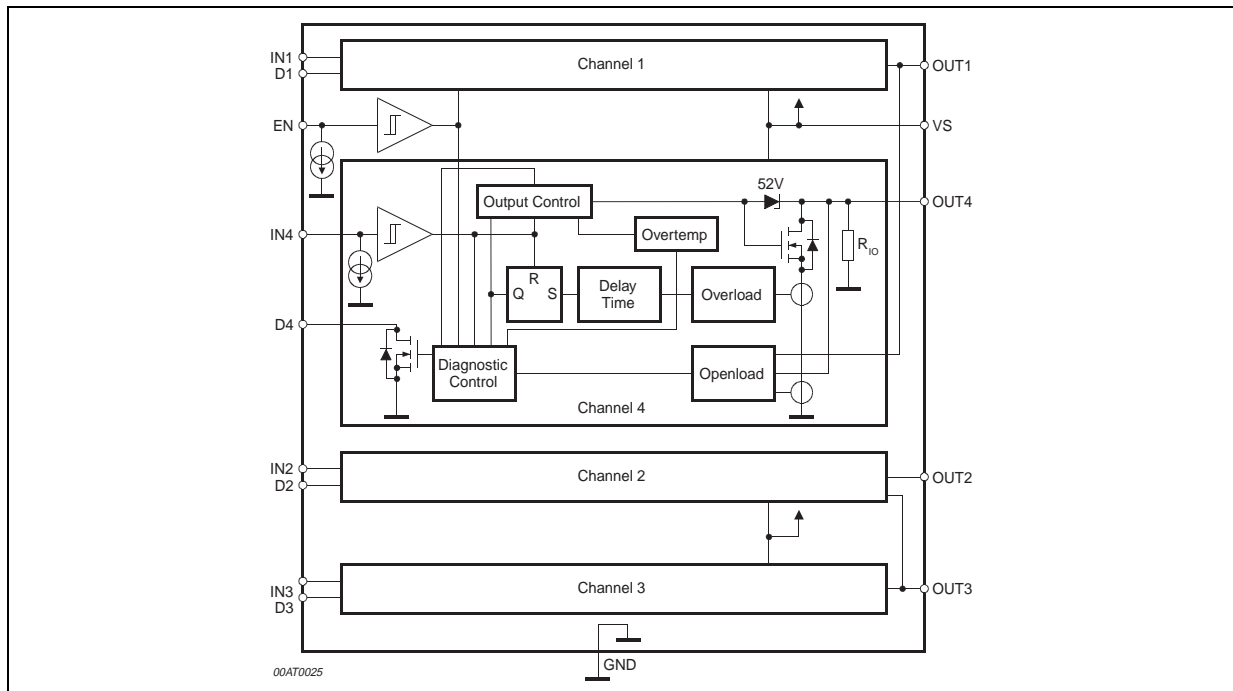 IN1
D1
Channel 1
OUT1
EN
VS
52V
OUT4
Output Control
IN4
Overtemp
R_IO
R
Q
S
Delay
Time
Overload
D4
Diagnostic
Control
Openload
Channel 4
IN2
D2
Channel 2
OUT2
IN3
D3
Channel 3
OUT3
GND
00AT0025